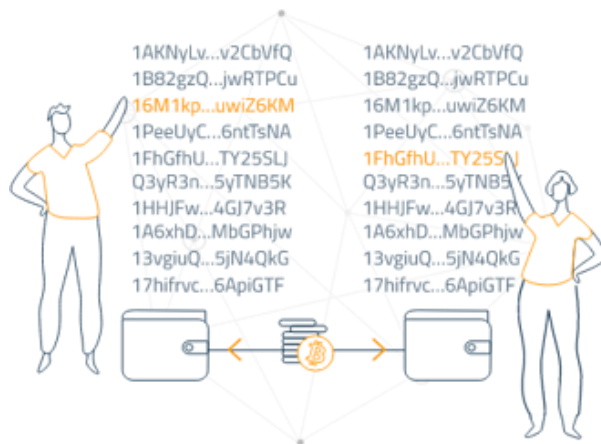 1AKNyLv...v2CbVfQ
1B82gzQ...jwRTPCu
16M1kp...uwiZ6KM
1PeeUyC...6ntTsNA
1FhGfhU...TY25SLJ
Q3yR3n...5yTNB5K
1HHJFw...4GJ7v3R
1A6xhD...MbGPhjw
13vgiuQ...5jN4QkG
17hifrvc...6ApiGTF
1AKNyLv...v2CbVfQ
1B82gzQ...jwRTPCu
16M1kp...uwiZ6KM
1PeeUyC...6ntTsNA
1FhGfhU...TY25SLJ
Q3yR3n...5yTNB5K
1HHJFw...4GJ7v3R
1A6xhD...MbGPhjw
13vgiuQ...5jN4QkG
17hifrvc...6ApiGTF